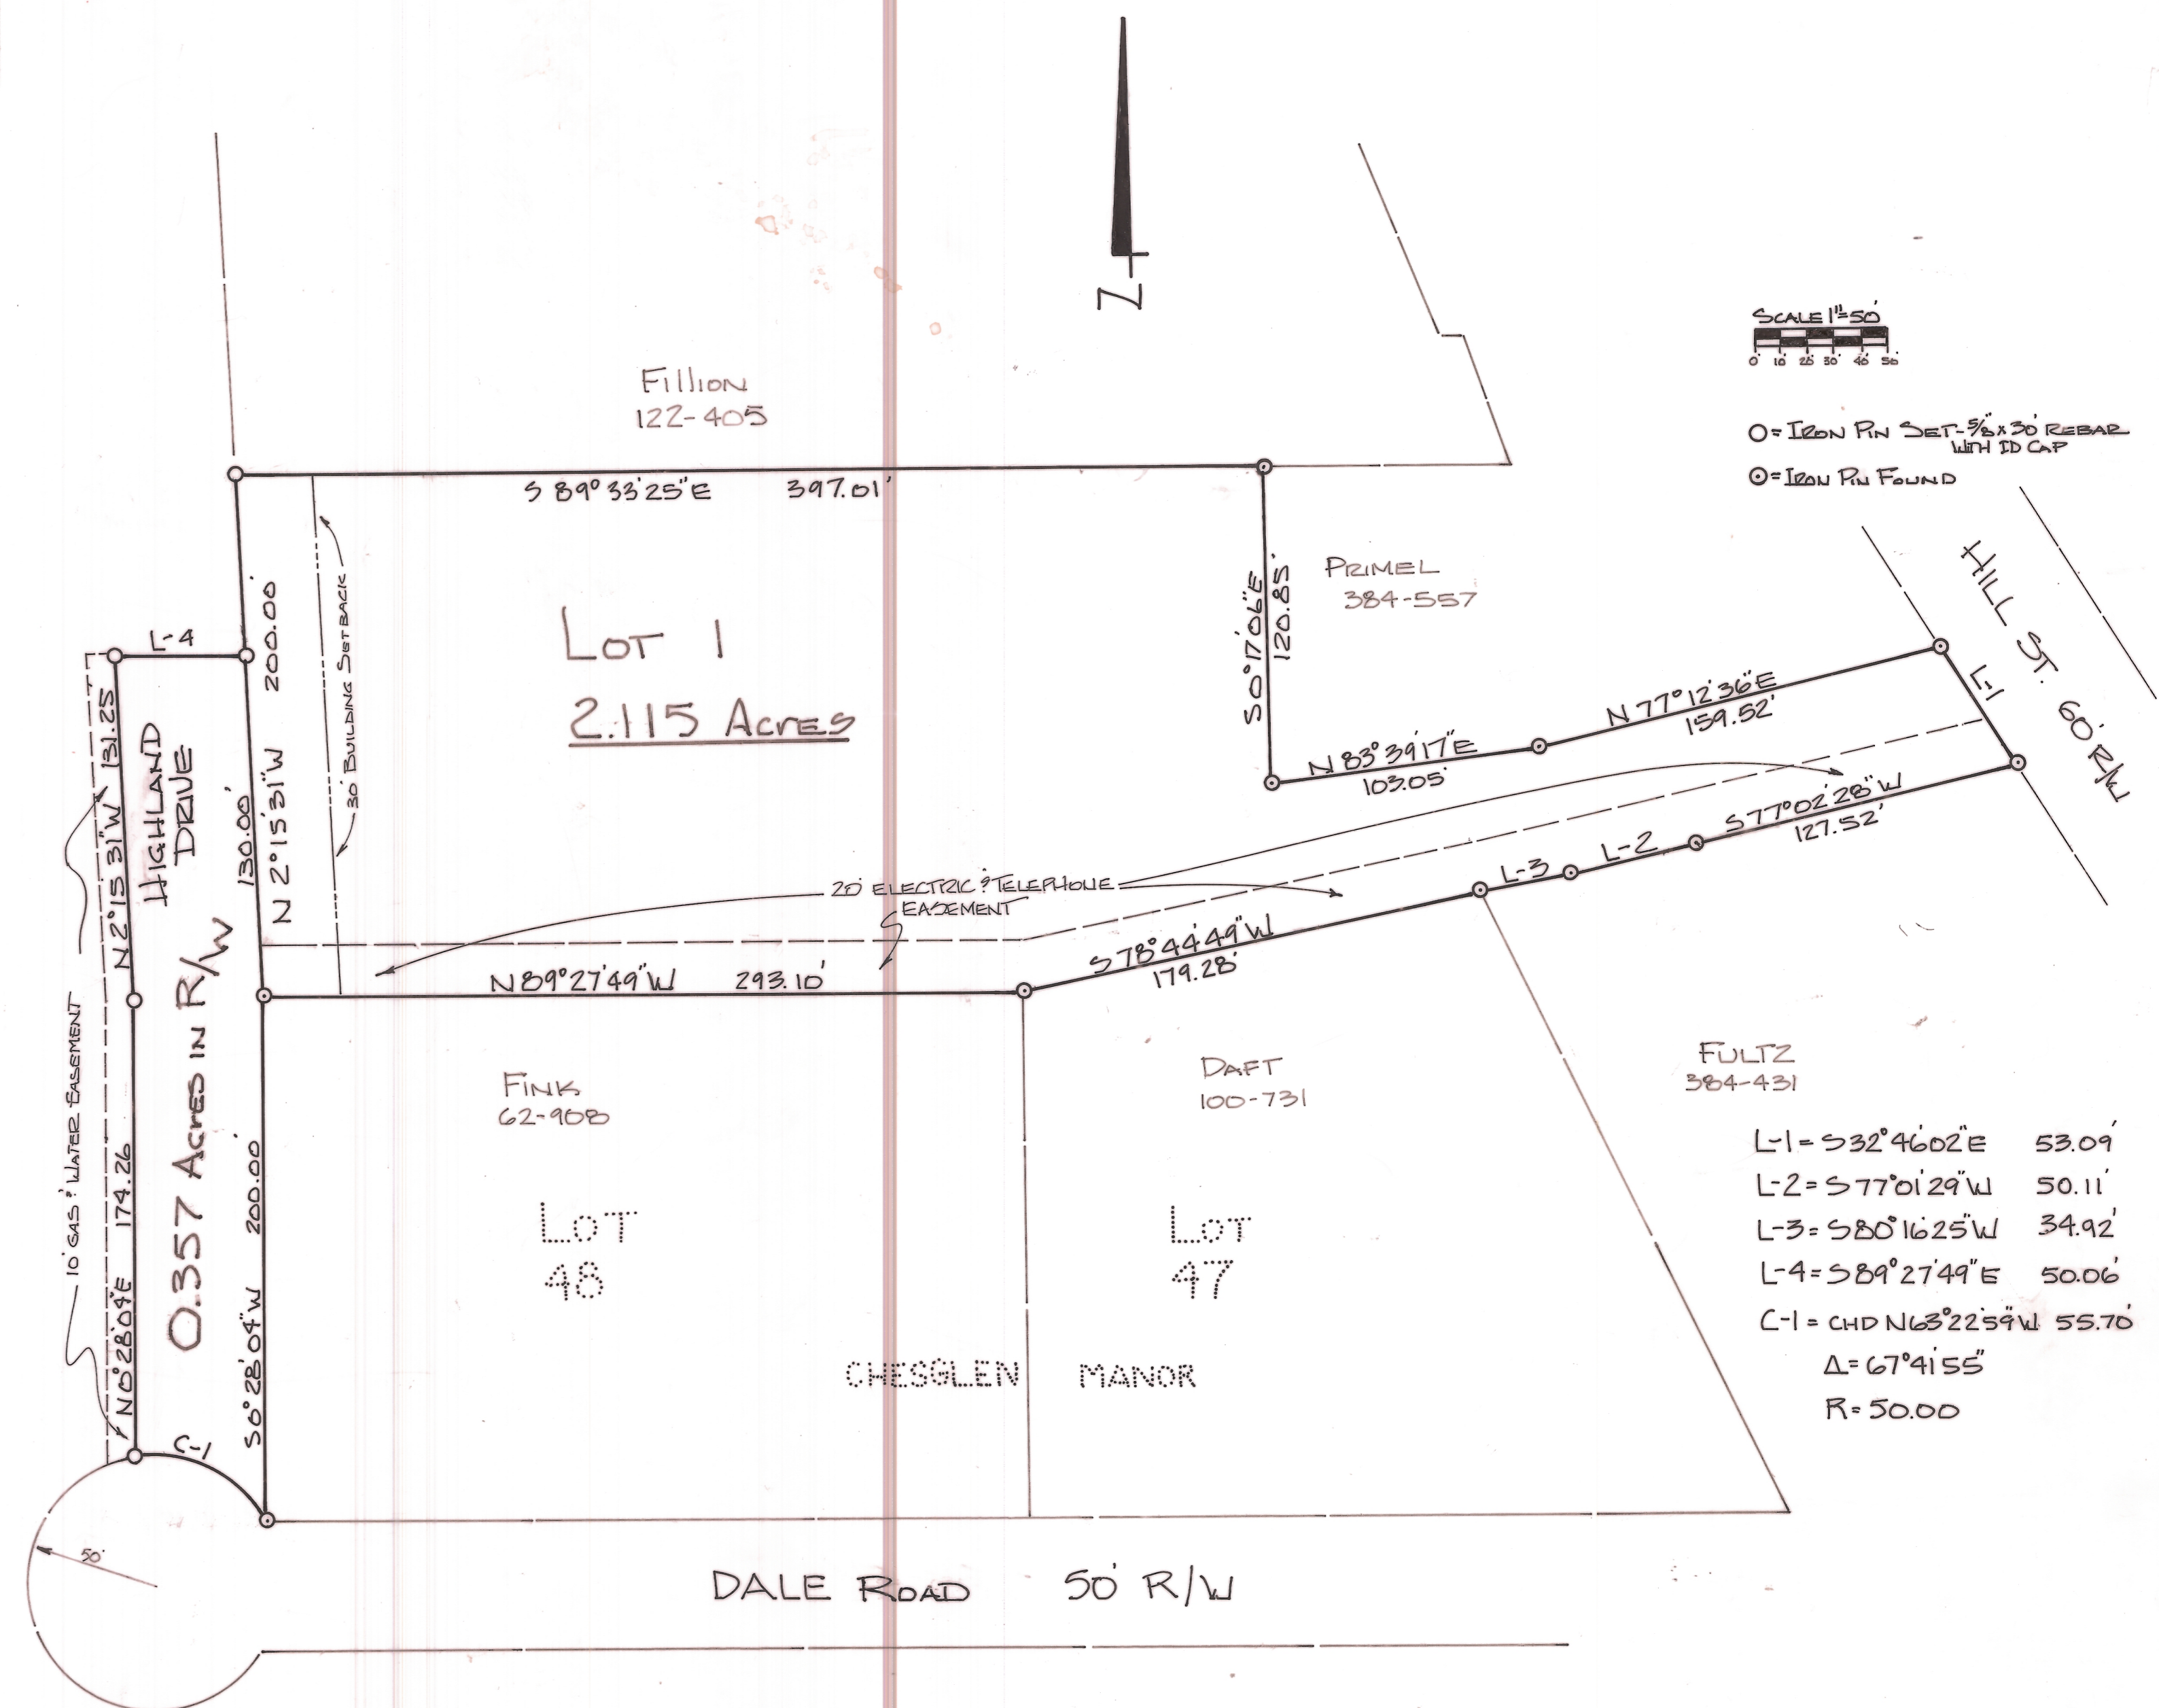 Z
SCALE 1"=50'
0' 10' 20' 30' 40' 50'
O= IRON PIN SET-5/8"x30' REBAR
WITH ID CAP
⊙= IRON PIN FOUND
FILLION
122-405
S 89°33'25"E 397.01'
L-4
200.00'
30' BUILDING SETBACK
LOT 1
2.115 ACRES
S 0°17'06"E
120.85'
PRIMEL
384-557
HILL ST. 60' R/W
L-1
N 77°12'36"E
159.52'
N 83°39'17"E
103.05'
S 77°02'28"W
127.52'
L-2
L-3
N 2°15'31"W 131.25
HIGHLAND
DRIVE
130.00'
N 2°15'31"W
20' ELECTRIC & TELEPHONE
EASEMENT
S 78°44'49"W
179.28'
N 89°27'49"W 293.10'
10' GAS & WATER EASEMENT
0.357 ACRES IN R/W
N 0°28'04"E 174.26
S 0°28'04"W 200.00'
C-1
FINK
62-908
DAFT
100-731
FULTZ
384-431
LOT
48
LOT
47
CHESGLEN MANOR
L-1 = S32°46'02"E 53.09'
L-2 = S77°01'29"W 50.11'
L-3 = S80°16'25"W 34.92'
L-4 = S89°27'49"E 50.06'
C-1 = CHD N63°22'59"W 55.70'
Δ= 67°41'55"
R= 50.00
50'
DALE ROAD 50' R/W